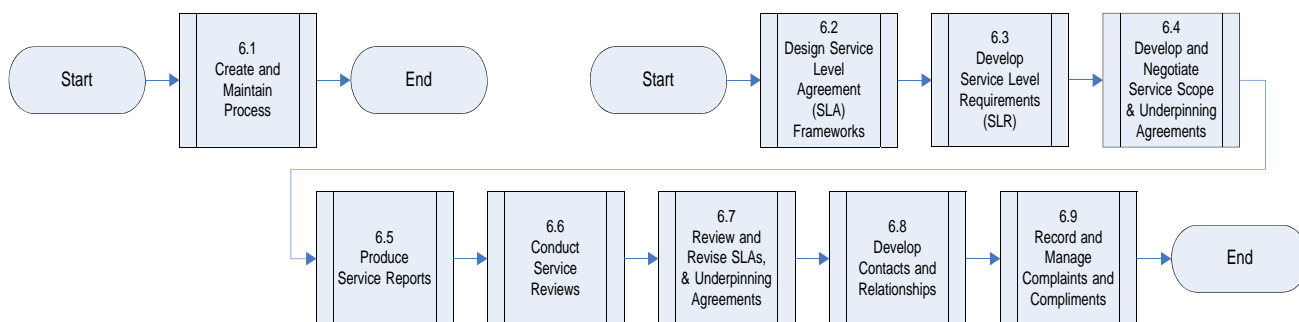 Start
6.1
Create and
Maintain
Process
End
Start
6.2
Design Service
Level
Agreement
(SLA)
Frameworks
6.3
Develop
Service Level
Requirements
(SLR)
6.4
Develop and
Negotiate
Service Scope
& Underpinning
Agreements
6.5
Produce
Service Reports
6.6
Conduct
Service
Reviews
6.7
Review and
Revise SLAs,
& Underpinning
Agreements
6.8
Develop
Contacts and
Relationships
6.9
Record and
Manage
Complaints and
Compliments
End